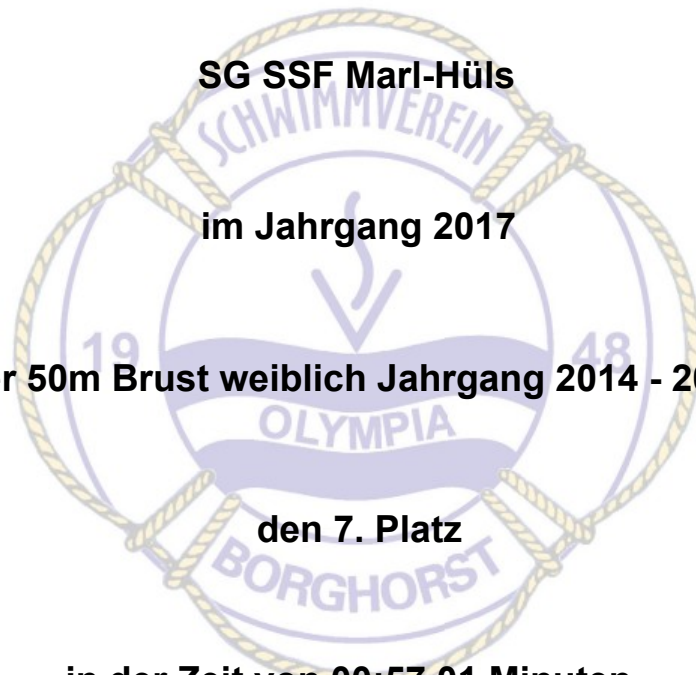 SG SSF Marl-Hüls
SCHWIMMVEREIN
im Jahrgang 2017
19 48
50m Brust weiblich Jahrgang 2014 -
OLYMPIA
den 7. Platz
BORGHORST
in der Zeit von 00:57,01 Minuten